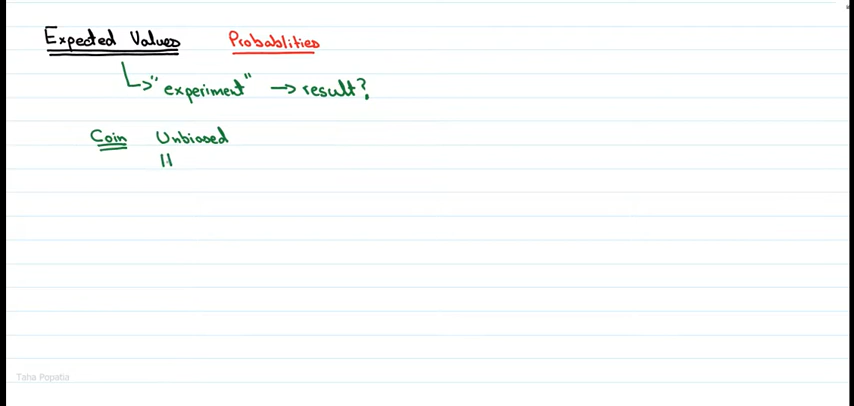 Expected Values Probablities
↳ "experiment" → result?
Coin Unbiased
H
Taha Popatia